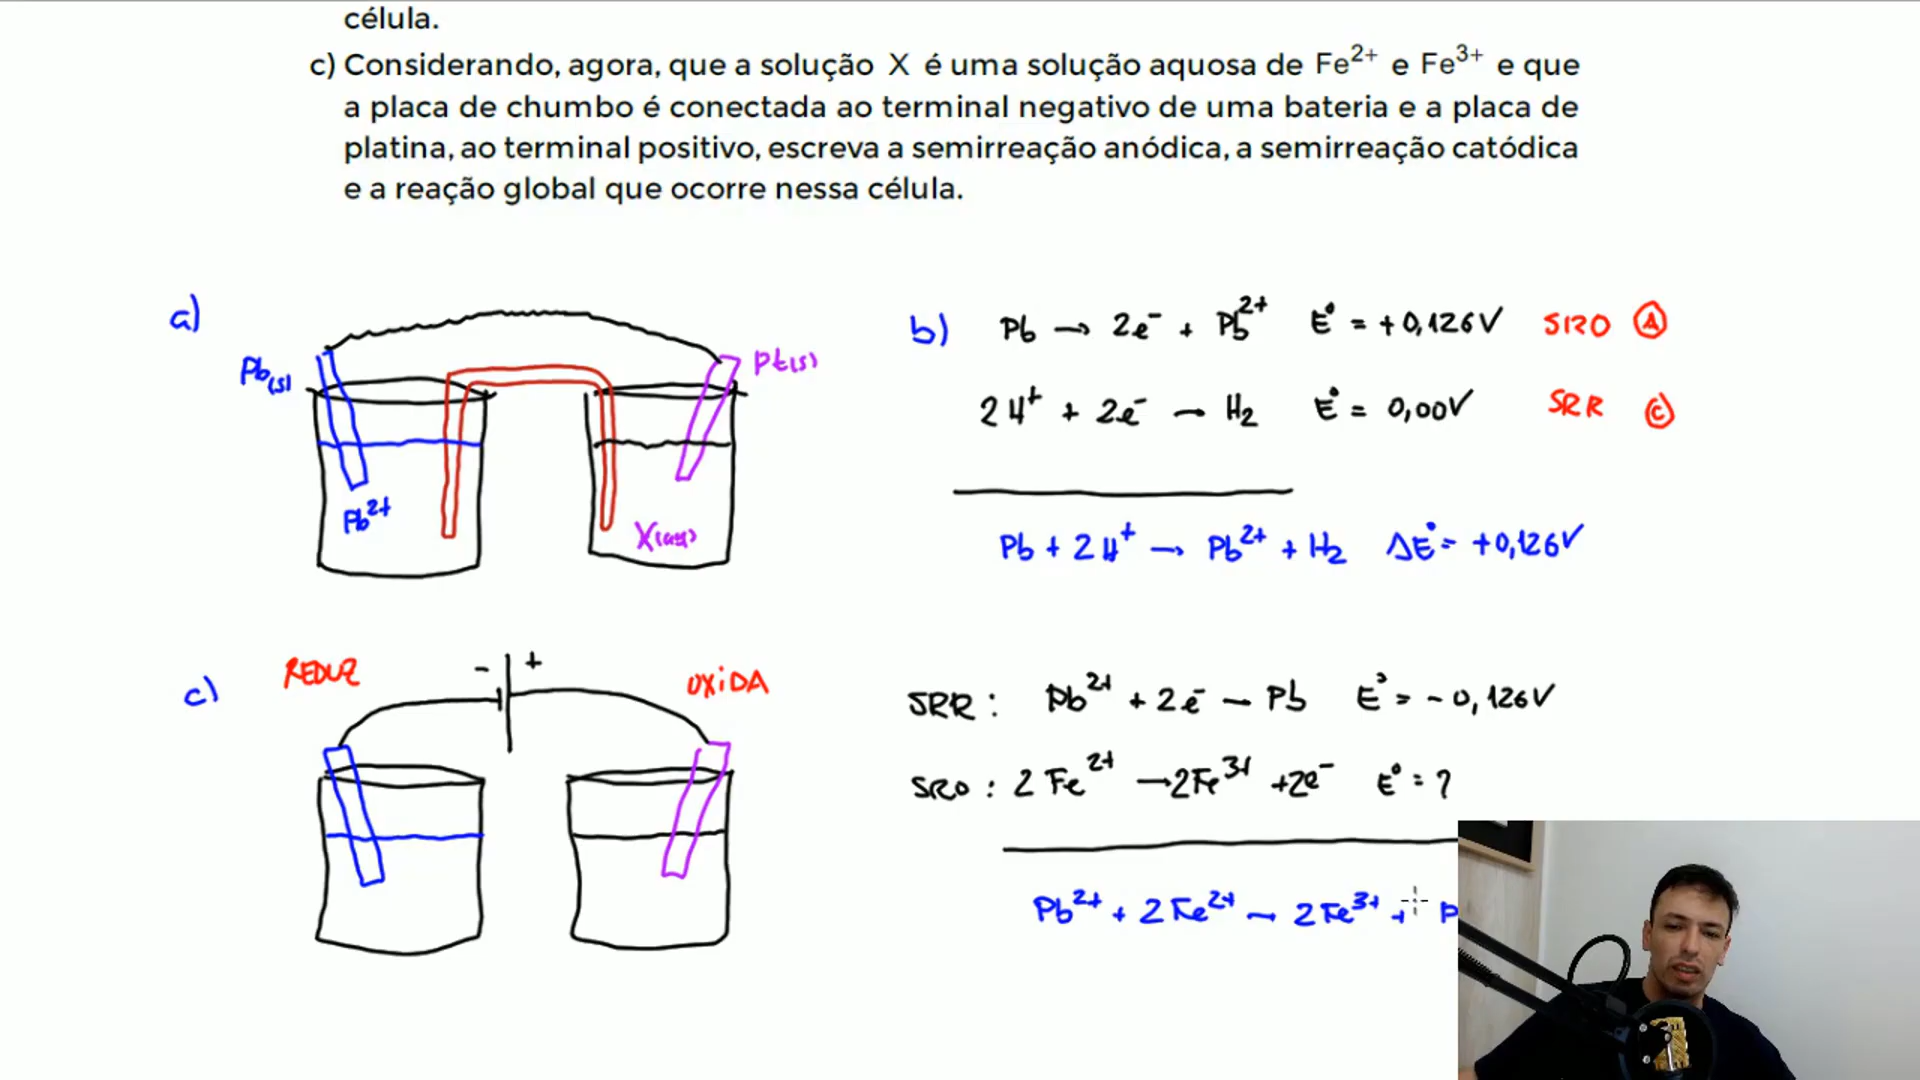 célula.
c) Considerando, agora, que a solução X é uma solução aquosa de Fe²⁺ e Fe³⁺ e que
a placa de chumbo é conectada ao terminal negativo de uma bateria e a placa de
platina, ao terminal positivo, escreva a semirreação anódica, a semirreação catódica
e a reação global que ocorre nessa célula.
a)
Pb(s)
Pt(s)
Pb²⁺
X(aq)
b) Pb → 2e⁻ + Pb²⁺ E° = +0,126V SRO A
2H⁺ + 2e⁻ → H₂ E° = 0,00V SRR C
Pb + 2H⁺ → Pb²⁺ + H₂ ΔE° = +0,126V
c) REDUZ - + OXIDA
SRR: Pb²⁺ + 2e⁻ → Pb E° = -0,126V
SRO: 2Fe²⁺ → 2Fe³⁺ + 2e⁻ E° = ?
Pb²⁺ + 2Fe²⁺ → 2Fe³⁺ + P